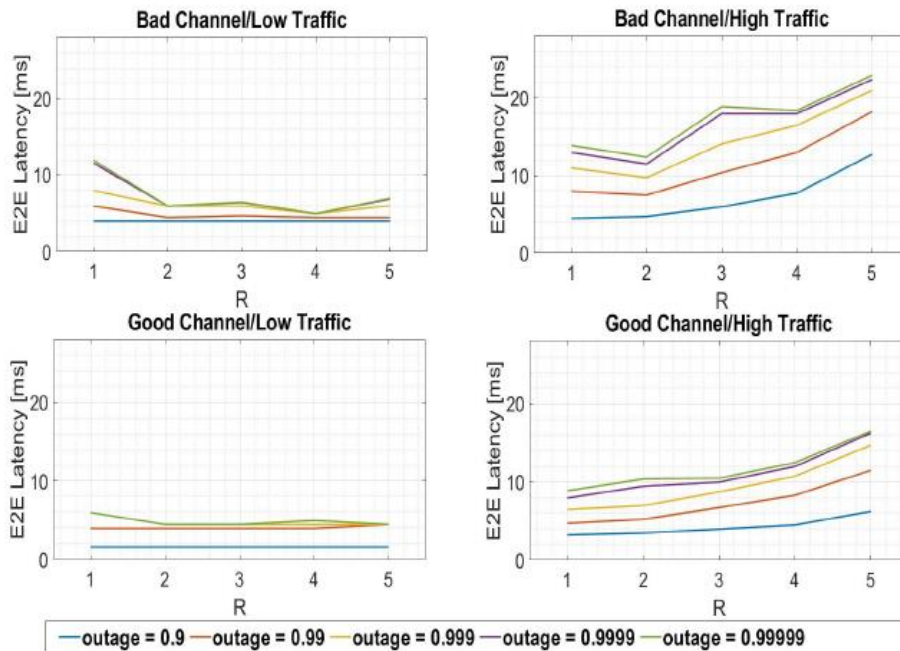 Bad Channel/Low Traffic
E2E Latency [ms]
20
10
0
1 2 3 4 5
R
Bad Channel/High Traffic
E2E Latency [ms]
20
10
0
1 2 3 4 5
R
Good Channel/Low Traffic
E2E Latency [ms]
20
10
0
1 2 3 4 5
R
Good Channel/High Traffic
E2E Latency [ms]
20
10
0
1 2 3 4 5
R
outage = 0.9 outage = 0.99 outage = 0.999 outage = 0.9999 outage = 0.99999